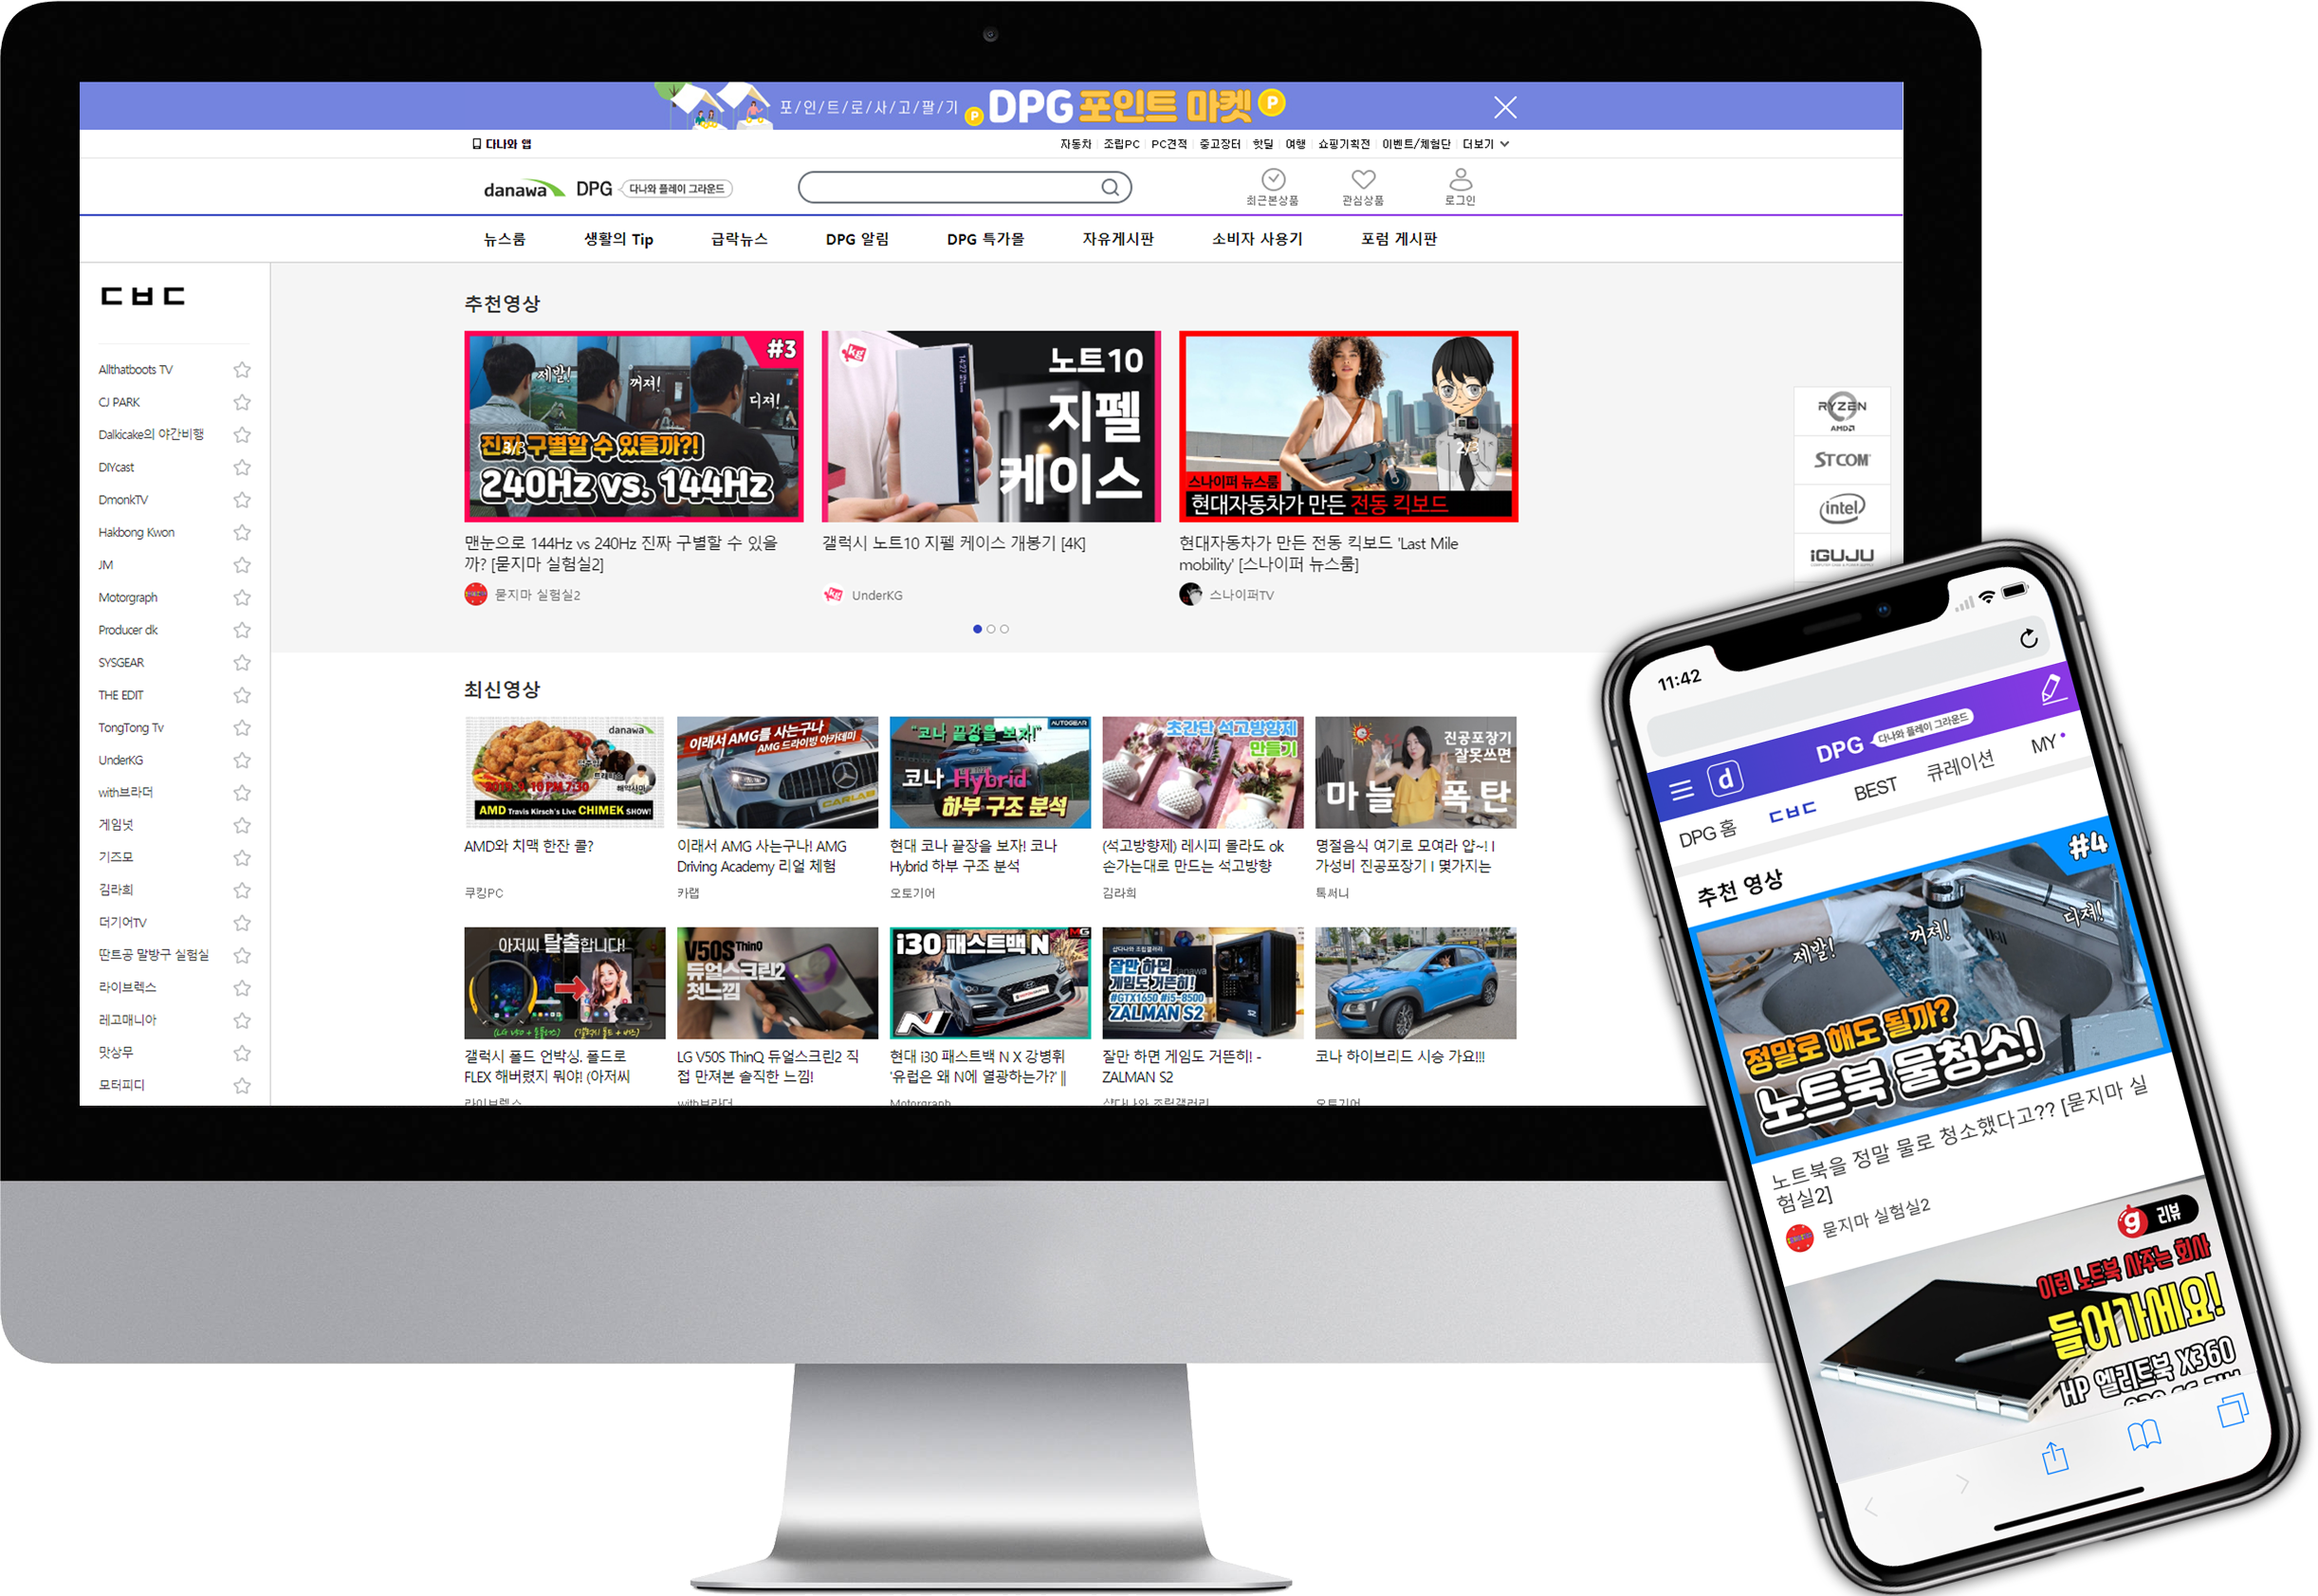 포/인/트/로/사/고/팔/기 DPG 포인트 마켓
다나와 앱
자동차 조립PC PC견적 중고장터 핫딜 여행 쇼핑기획전 이벤트/체험단 더보기
danawa DPG 다나와 플레이 그라운드
최근본상품 관심상품 로그인
뉴스룸 생활의 Tip 급락뉴스 DPG 알림 DPG 특가몰 자유게시판 소비자 사용기 포럼 게시판
ㄷㅂㄷ
Allthatboots TV
CJ PARK
Dalkicake의 야간비행
DIYcast
DmonkTV
Hakbong Kwon
JM
Motorgraph
Producer dk
SYSGEAR
THE EDIT
TongTong Tv
UnderKG
with브라더
게임넛
기즈모
김라희
더기어TV
딴트공 말방구 실험실
라이브렉스
레고매니아
맛상무
모터피디
추천영상
#3
제발! 꺼져! 디져!
진짜 구별할 수 있을까?!
3/3
240Hz vs. 144Hz
맨눈으로 144Hz vs 240Hz 진짜 구별할 수 있을
까? [묻지마 실험실2]
묻지마 실험실2
kg
노트10
지펠
케이스
갤럭시 노트10 지펠 케이스 개봉기 [4K]
UnderKG
2/3
스나이퍼 뉴스룸
현대자동차가 만든 전동 킥보드
현대자동차가 만든 전동 킥보드 'Last Mile
mobility' [스나이퍼 뉴스룸]
스나이퍼TV
RYZEN
AMD
STCOM
intel
iGUJU
최신영상
danawa
AMD Travis Kirsch's Live CHIMEK SHOW!
AMD와 치맥 한잔 콜?
쿠킹PC
이래서 AMG를 사는구나
AMG 드라이빙 아카데미
CARLAB
이래서 AMG 사는구나! AMG
Driving Academy 리얼 체험
카랩
AUTOGEAR
"코나 끝장을 보자!"
코나 Hybrid
하부 구조 분석
현대 코나 끝장을 보자! 코나
Hybrid 하부 구조 분석
오토기어
초간단 석고방향제
만들기
(석고방향제) 레시피 몰라도 ok
손가는대로 만드는 석고방향
김라희
진공포장기
잘못쓰면
마늘 폭탄
명절음식 여기로 모여라 얍~! I
가성비 진공포장기 I 몇가지는
톡써니
아저씨 탈출합니다!
갤럭시 폴드 언박싱. 폴드로
FLEX 해버렸지 뭐야! (아저씨
라이브렉스
V50S ThinQ
듀얼스크린2
첫느낌
LG V50S ThinQ 듀얼스크린2 직
접 만져본 솔직한 느낌!
with브라더
i30 패스트백 N
MG
N
현대 i30 패스트백 N X 강병휘
'유럽은 왜 N에 열광하는가?' ||
Motorgraph
샵다나와 조립갤러리
잘만 하면
게임도 거뜬히!
#GTX1650 #i5-8500
ZALMAN S2
danawa
잘만 하면 게임도 거뜬히! -
ZALMAN S2
샵다나와 조립갤러리
코나 하이브리드 시승 가요!!!
오토기어
11:42
d DPG 다나와 플레이 그라운드
DPG 홈 ㄷㅂㄷ BEST 큐레이션 MY
추천 영상
#4
제발! 꺼져! 디져!
정말로 해도 될까?
노트북 물청소!
노트북을 정말 물로 청소했다고?? [묻지마 실
험실2]
묻지마 실험실2
g 리뷰
이런 노트북 사주는 회사
들어가세요!
HP 엘리트북 X360